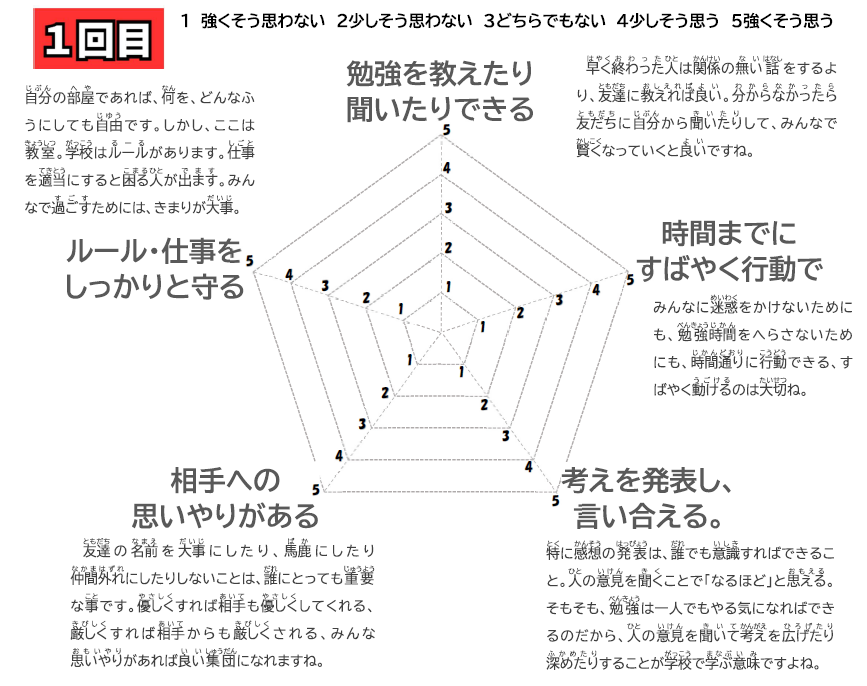 1回目
1 強くそう思わない 2少しそう思わない 3どちらでもない 4少しそう思う 5強くそう思う
勉強を教えたり
聞いたりできる
自分の部屋であれば、何を、どんなふ
うにしても自由です。しかし、ここは
教室。学校はルールがあります。仕事
を適当にすると困る人が出ます。みん
なで過ごすためには、きまりが大事。
早く終わった人は関係の無い話をするよ
り、友達に教えれば良い。分からなかったら
友だちに自分から聞いたりして、みんなで
賢くなっていくと良いですね。
ルール・仕事を
しっかりと守る
時間までに
すばやく行動で
みんなに迷惑をかけないために
も、勉強時間をへらさないため
にも、時間通りに行動できる、す
ばやく動けるのは大切ね。
5
4
3
2
1
5
4
3
2
1
1
2
3
4
5
1
2
3
4
5
1
2
3
4
5
相手への
思いやりがある
友達の名前を大事にしたり、馬鹿にしたり
仲間外れにしたりしないことは、誰にとっても重要
な事です。優しくすれば相手も優しくしてくれる、
厳しくすれば相手からも厳しくされる、みんな
思いやりがあれば良い集団になれますね。
考えを発表し、
言い合える。
特に感想の発表は、誰でも意識すればできるこ
と。人の意見を聞くことで「なるほど」と思える。
そもそも、勉強は一人でもやる気になればでき
るのだから、人の意見を聞いて考えを広げたり
深めたりすることが学校で学ぶ意味ですよね。